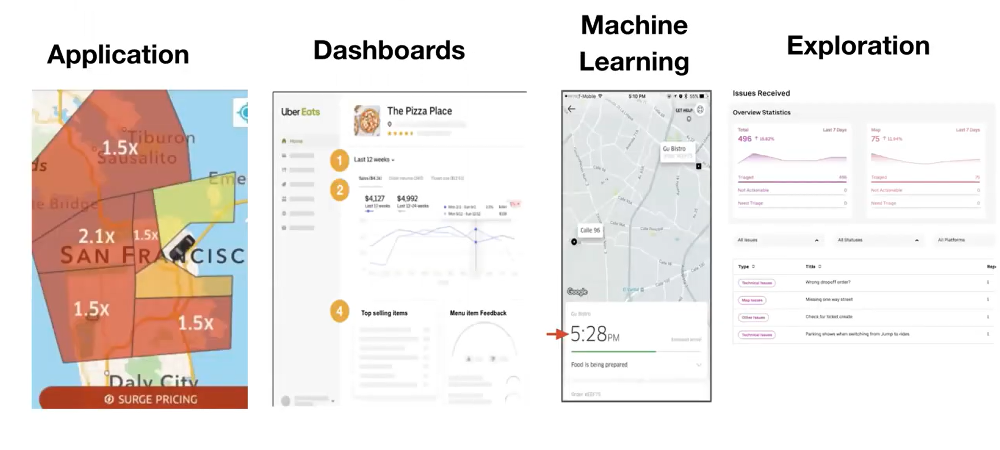 Application
Dashboards
Machine
Learning
Exploration
Tiburon
1.5x
Sausalito
ds
Eme
te Bridge
2.1x
1.5x
SAN FRANCISC
1.5x
1.5x
Daly City
SURGE PRICING
Uber Eats
The Pizza Place
0
Home
1
Last 12 weeks
2
$4,127
$4,992
Last 12 weeks
Last 12-24 weeks
4
Top selling items
Menu item Feedback
T-Mobile
5:10 PM
55%
GET HELP
Gu Bistro
Calle 96
Google
Gu Bistro
5:28PM
Estimated arrival
Food is being prepared
Order #EEF75
Issues Received
Overview Statistics
Total
Last 7 Days
496 ↑ 15.82%
Triaged 496
Not Actionable 0
Need Triage 0
Map
Last 7 Days
75 ↑ 11.94%
Triaged 75
Not Actionable 0
Need Triage 0
All Issues
All Statuses
All Platforms
Type
Title
Rep
Technical Issues
Wrong dropoff order?
1
Map Issues
Missing one way street
1
Other Issues
Check for ticket create
1
Technical Issues
Parking shows when switching from Jump to rides
1